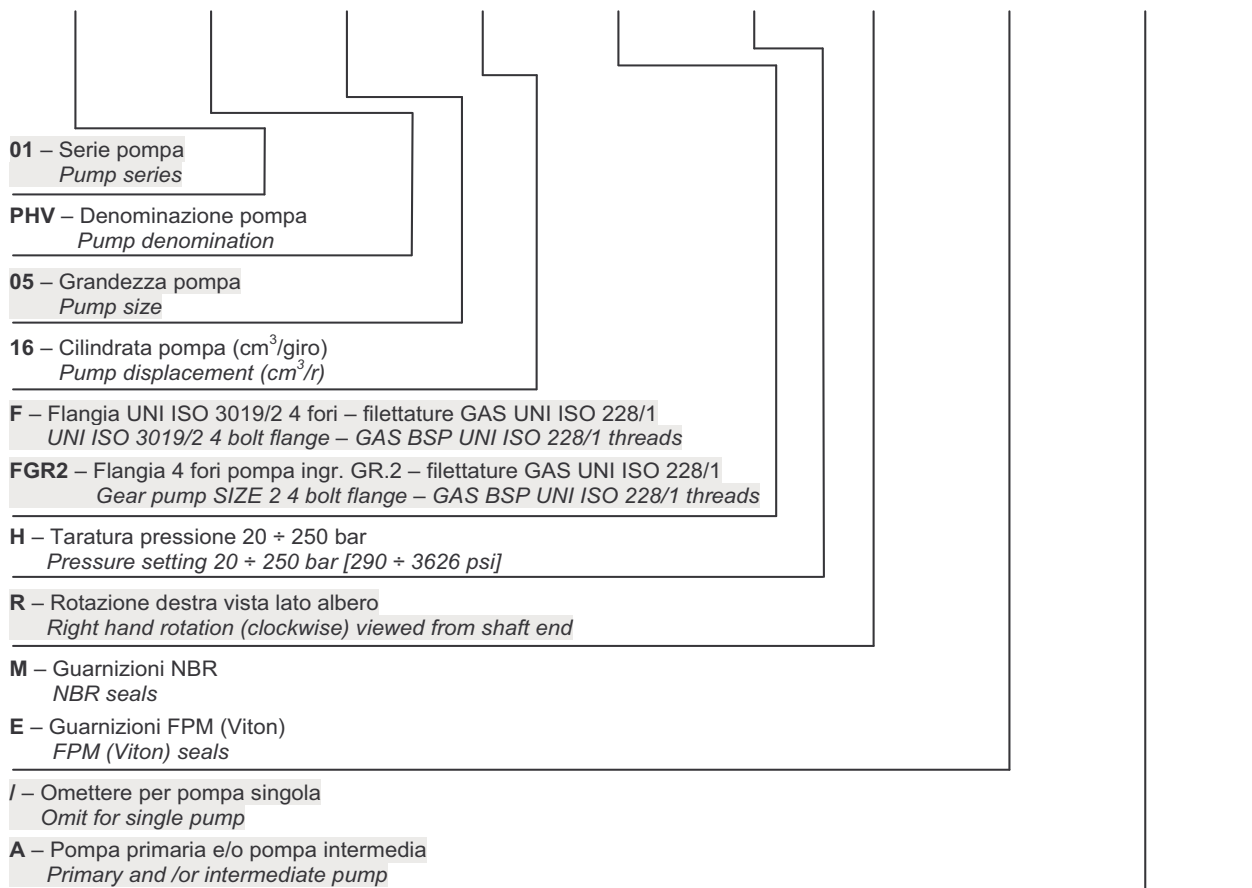 01 – Serie pompa
Pump series
PHV – Denominazione pompa
Pump denomination
05 – Grandezza pompa
Pump size
16 – Cilindrata pompa (cm³/giro)
Pump displacement (cm³/r)
F – Flangia UNI ISO 3019/2 4 fori – filettature GAS UNI ISO 228/1
UNI ISO 3019/2 4 bolt flange – GAS BSP UNI ISO 228/1 threads
FGR2 – Flangia 4 fori pompa ingr. GR.2 – filettature GAS UNI ISO 228/1
Gear pump SIZE 2 4 bolt flange – GAS BSP UNI ISO 228/1 threads
H – Taratura pressione 20 ÷ 250 bar
Pressure setting 20 ÷ 250 bar [290 ÷ 3626 psi]
R – Rotazione destra vista lato albero
Right hand rotation (clockwise) viewed from shaft end
M – Guarnizioni NBR
NBR seals
E – Guarnizioni FPM (Viton)
FPM (Viton) seals
/ – Omettere per pompa singola
Omit for single pump
A – Pompa primaria e/o pompa intermedia
Primary and /or intermediate pump